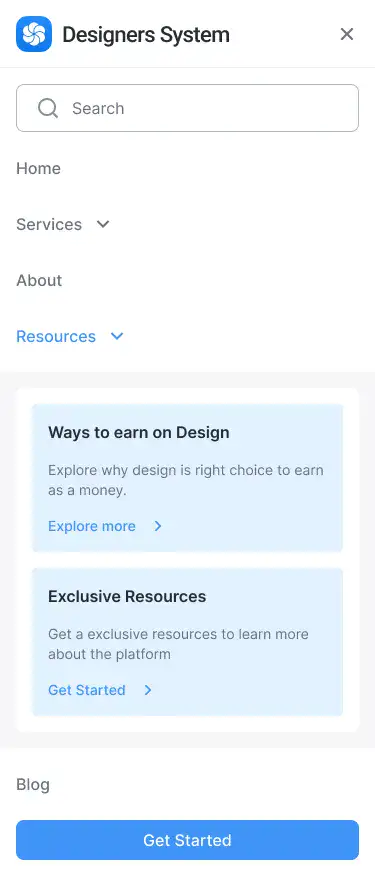 Designers System
Search
Home
Services
About
Resources
Ways to earn on Design
Explore why design is right choice to earn
as a money.
Explore more
Exclusive Resources
Get a exclusive resources to learn more
about the platform
Get Started
Blog
Get Started